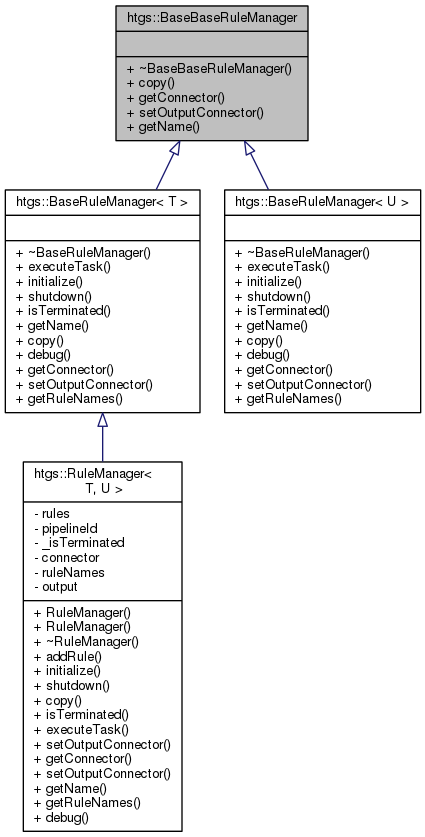 htgs::BaseBaseRuleManager
+ ~BaseBaseRuleManager()
+ copy()
+ getConnector()
+ setOutputConnector()
+ getName()
htgs::BaseRuleManager< T >
+ ~BaseRuleManager()
+ executeTask()
+ initialize()
+ shutdown()
+ isTerminated()
+ getName()
+ copy()
+ debug()
+ getConnector()
+ setOutputConnector()
+ getRuleNames()
htgs::BaseRuleManager< U >
+ ~BaseRuleManager()
+ executeTask()
+ initialize()
+ shutdown()
+ isTerminated()
+ getName()
+ copy()
+ debug()
+ getConnector()
+ setOutputConnector()
+ getRuleNames()
htgs::RuleManager<
T, U >
- rules
- pipelineId
- _isTerminated
- connector
- ruleNames
- output
+ RuleManager()
+ RuleManager()
+ ~RuleManager()
+ addRule()
+ initialize()
+ shutdown()
+ copy()
+ isTerminated()
+ executeTask()
+ setOutputConnector()
+ getConnector()
+ setOutputConnector()
+ getName()
+ getRuleNames()
+ debug()